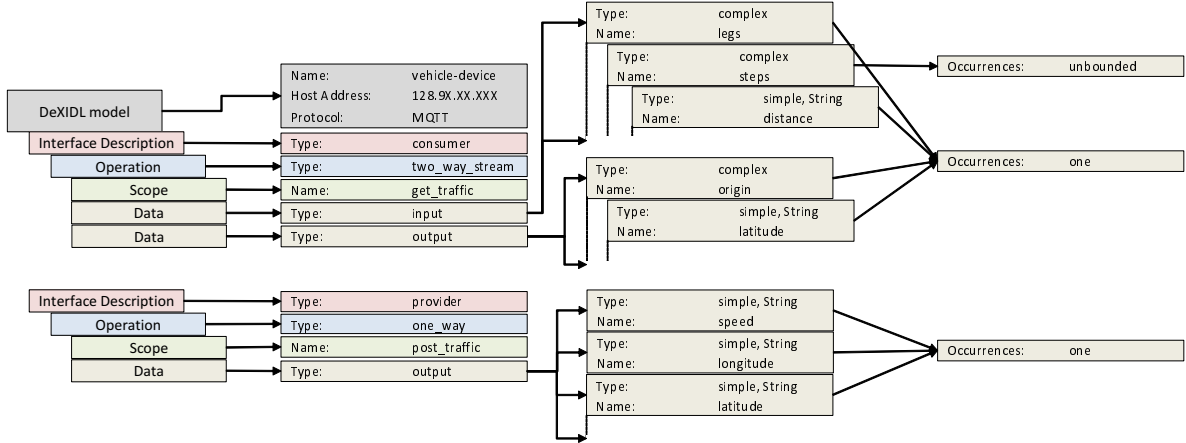 Type: complex
Name: legs
Type: complex
Name: steps
Occurrences: unbounded
Type: simple, String
Name: distance
Name: vehicle-device
Host Address: 128.9X.XX.XXX
Protocol: MQTT
DeXIDL model
Interface Description
Type: consumer
Operation
Type: two_way_stream
Scope
Name: get_traffic
Data
Type: input
Data
Type: output
Type: complex
Name: origin
Occurrences: one
Type: simple, String
Name: latitude
Interface Description
Type: provider
Operation
Type: one_way
Scope
Name: post_traffic
Data
Type: output
Type: simple, String
Name: speed
Type: simple, String
Name: longitude
Type: simple, String
Name: latitude
Occurrences: one